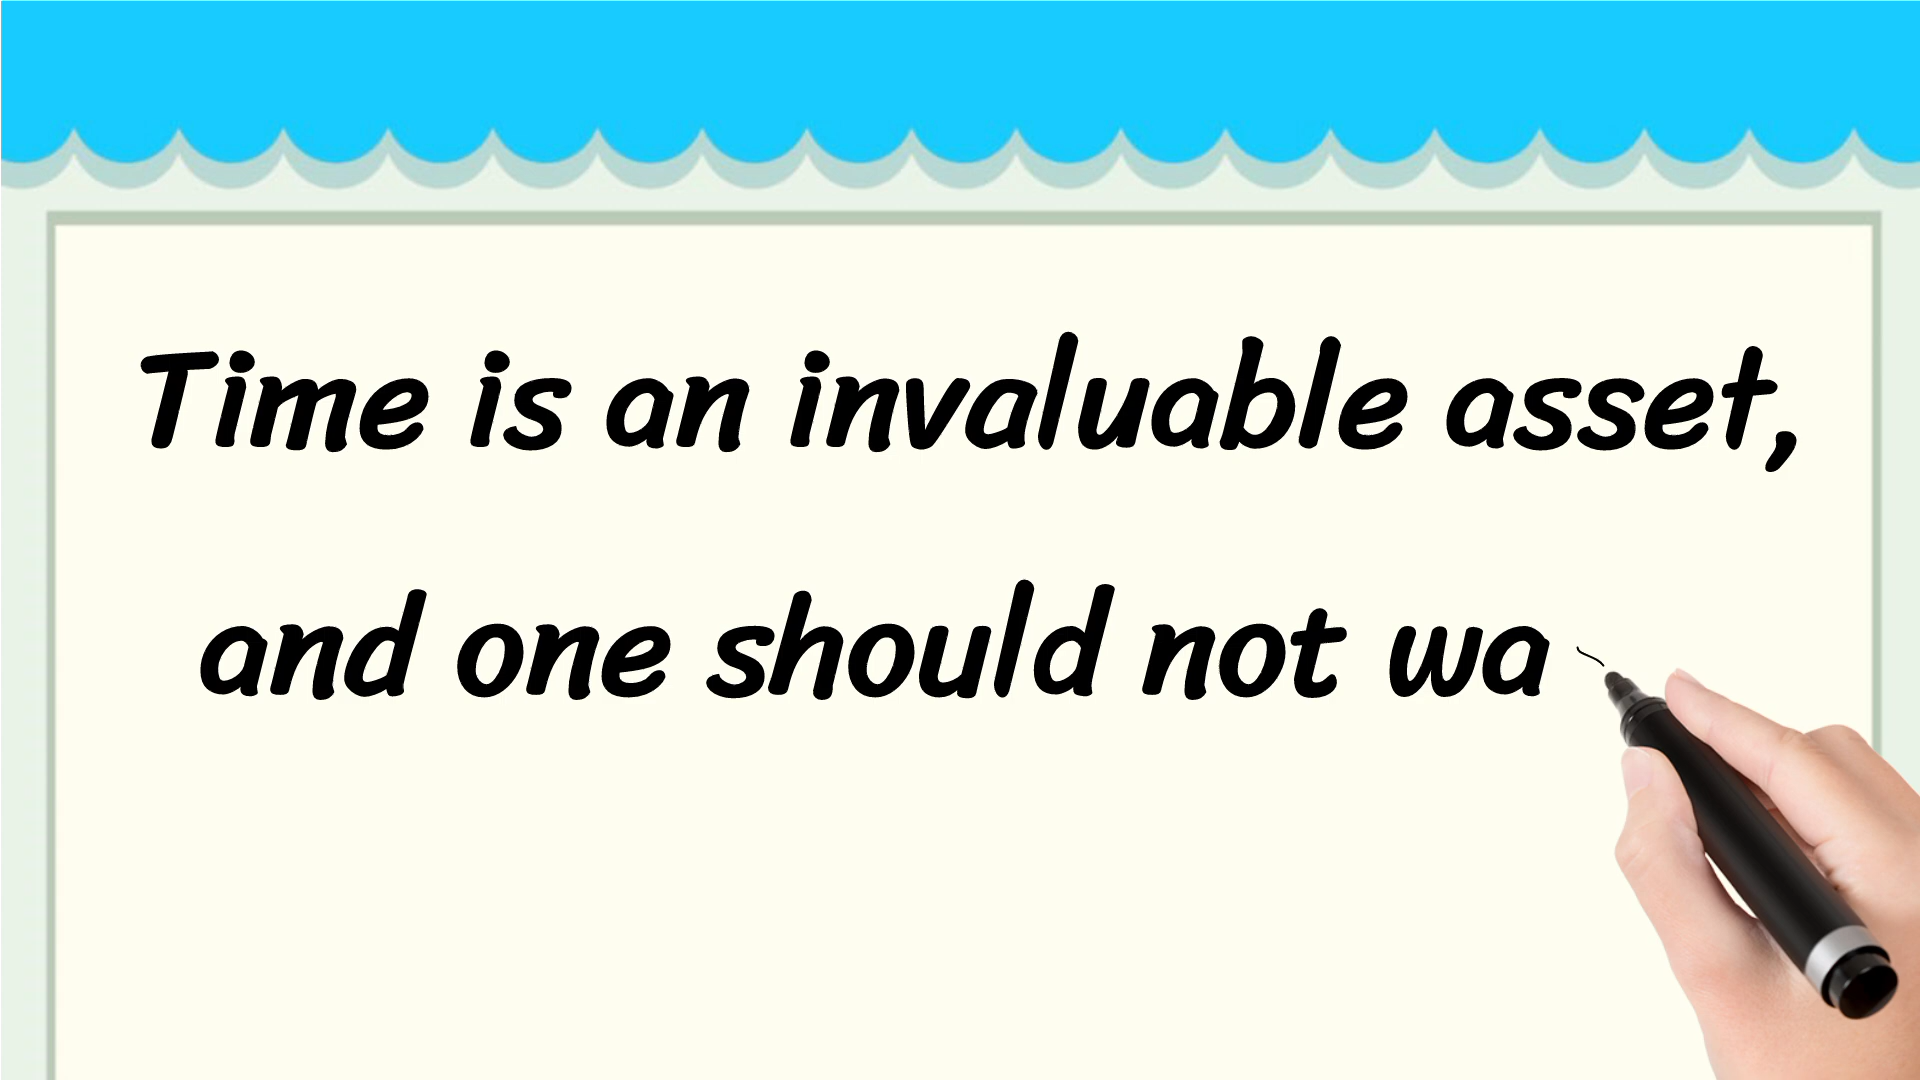 Time is an invaluable asset,
and one should not wa